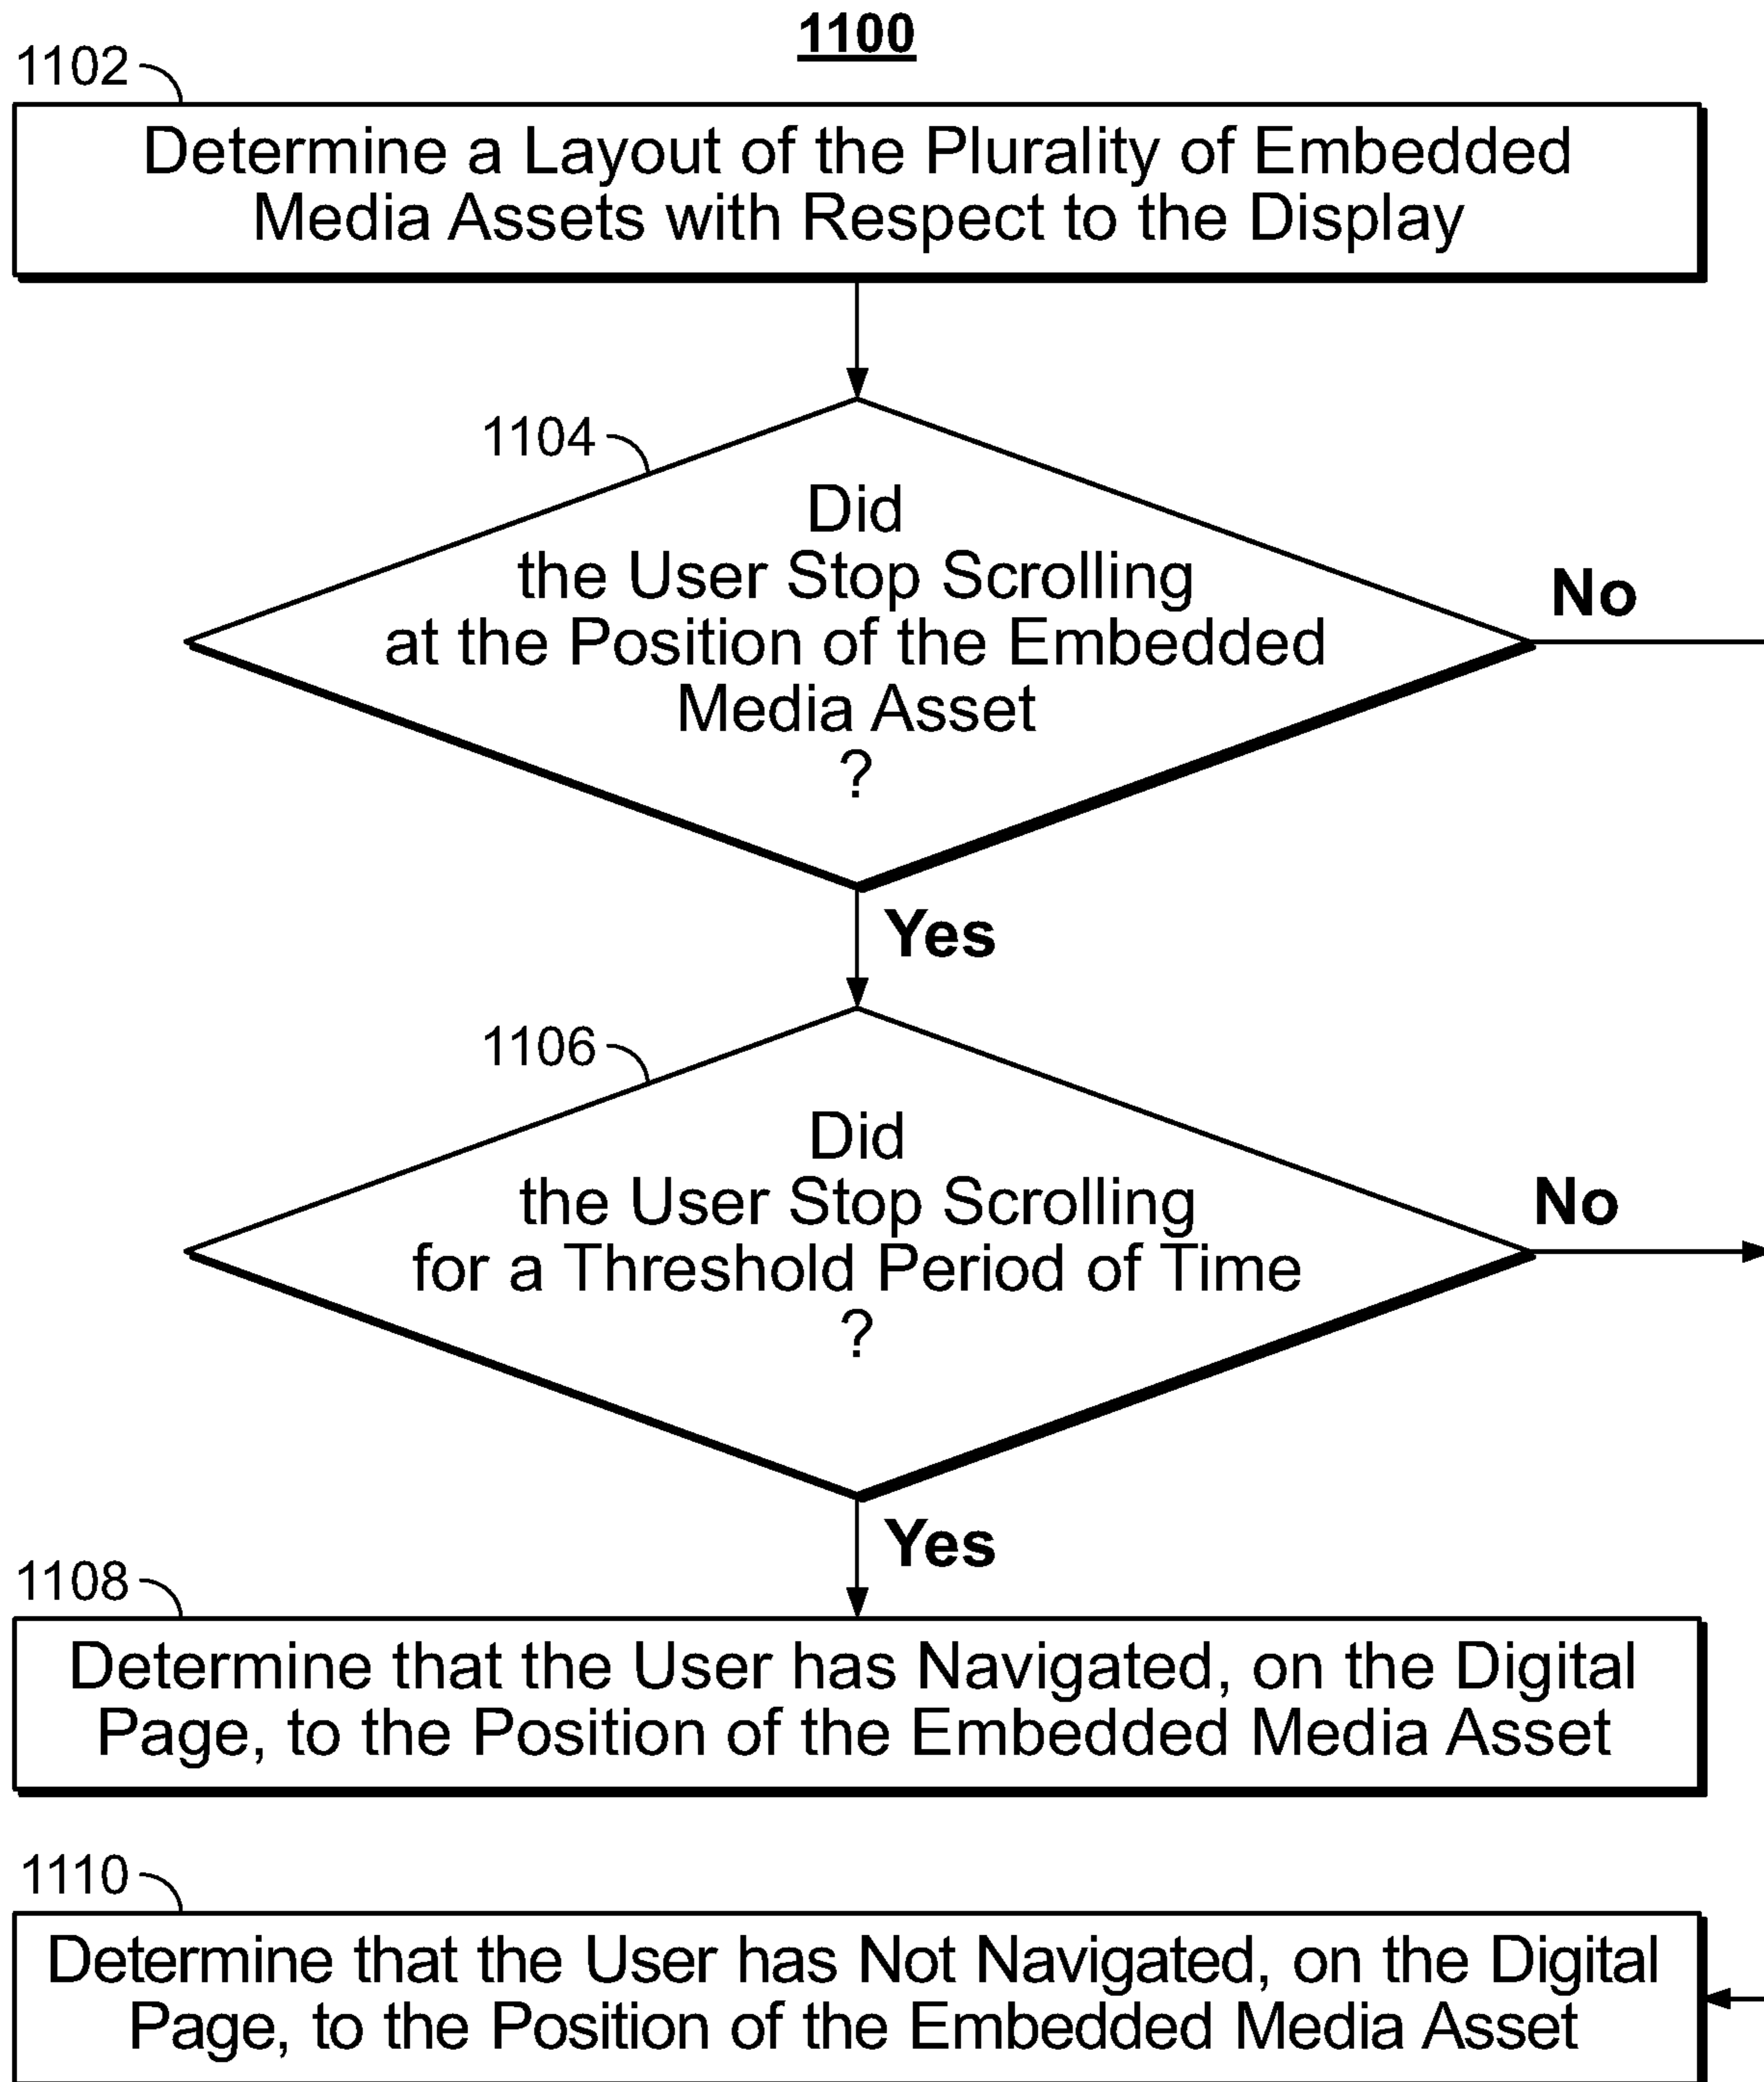 1100
1102
Determine a Layout of the Plurality of Embedded
Media Assets with Respect to the Display
1104
Did
the User Stop Scrolling
at the Position of the Embedded
Media Asset
?
No
Yes
1106
Did
the User Stop Scrolling
for a Threshold Period of Time
?
No
Yes
1108
Determine that the User has Navigated, on the Digital
Page, to the Position of the Embedded Media Asset
1110
Determine that the User has Not Navigated, on the Digital
Page, to the Position of the Embedded Media Asset